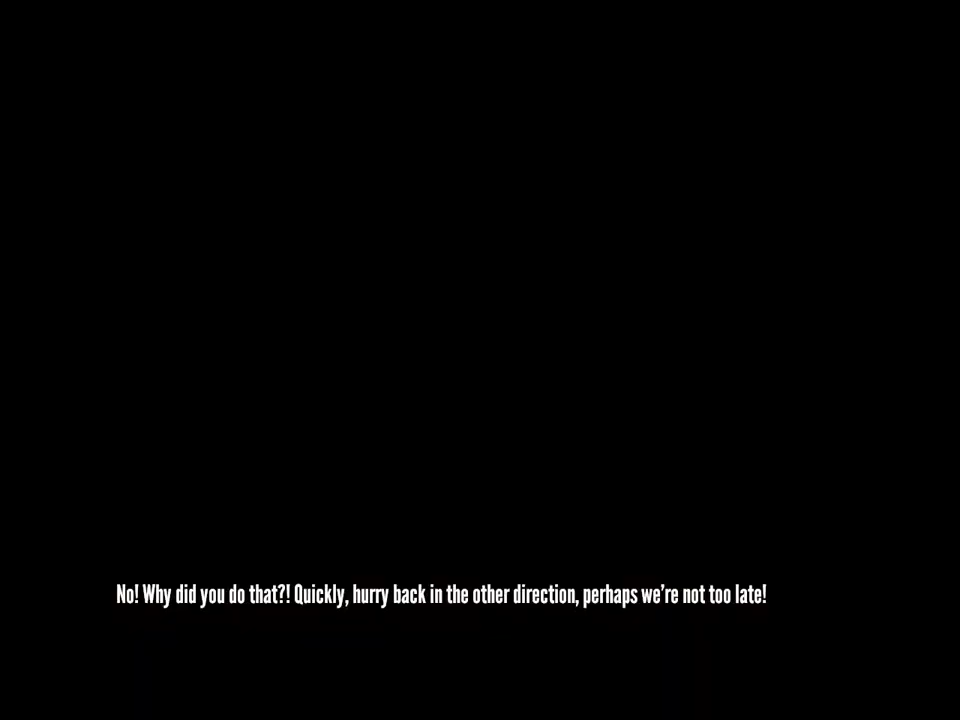 No! Why did you do that?! Quickly, hurry back in the other direction, perhaps we’re not too late!